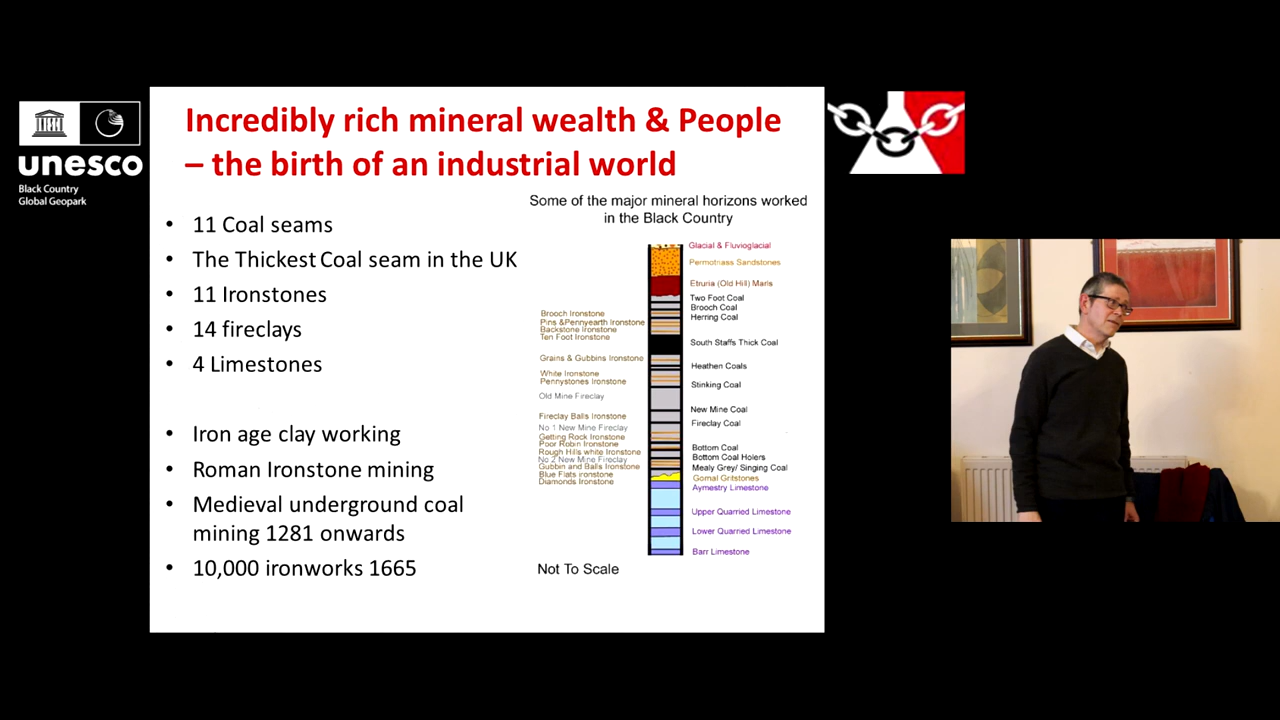 unesco
Black Country
Global Geopark
Incredibly rich mineral wealth & People
– the birth of an industrial world
• 11 Coal seams
• The Thickest Coal seam in the UK
• 11 Ironstones
• 14 fireclays
• 4 Limestones
• Iron age clay working
• Roman Ironstone mining
• Medieval underground coal
mining 1281 onwards
• 10,000 ironworks 1665
Some of the major mineral horizons worked
in the Black Country
Brooch Ironstone
Pins &Pennyearth Ironstone
Backstone Ironstone
Ten Foot Ironstone
Grains & Gubbins Ironstone
White Ironstone
Pennystones Ironstone
Old Mine Fireclay
Fireclay Balls Ironstone
No 1 New Mine Fireclay
Getting Rock Ironstone
Poor Robin Ironstone
Rough Hills white Ironstone
No 2 New Mine Fireclay
Gubbin and Balls Ironstone
Blue Flats ironstone
Diamonds Ironstone
Glacial & Fluvioglacial
Permotriass Sandstones
Etruria (Old Hill) Marls
Two Foot Coal
Brooch Coal
Herring Coal
South Staffs Thick Coal
Heathen Coals
Stinking Coal
New Mine Coal
Fireclay Coal
Bottom Coal
Bottom Coal Holers
Mealy Grey/ Singing Coal
Gornal Gritstones
Aymestry Limestone
Upper Quarried Limestone
Lower Quarried Limestone
Barr Limestone
Not To Scale